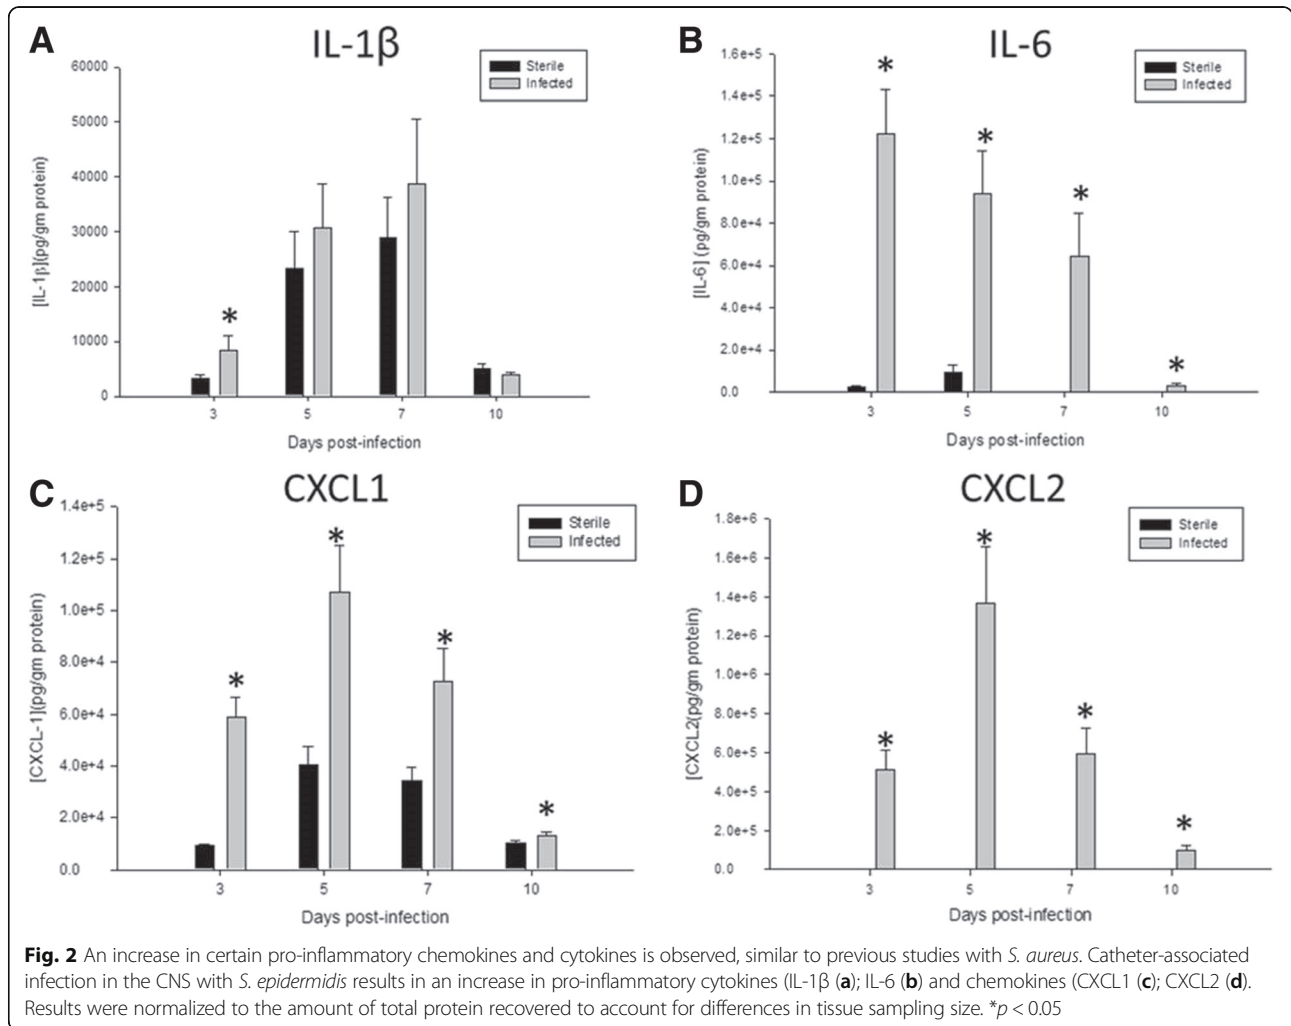 A
IL-1β
Sterile
Infected
60000
50000
40000
30000
20000
10000
0
[IL-1β](pg/gm protein)
*
3
5
7
10
Days post-infection
B
IL-6
Sterile
Infected
1.6e+5
1.4e+5
1.2e+5
1.0e+5
8.0e+4
6.0e+4
4.0e+4
2.0e+4
0.0
[IL-6] (pg/gm protein)
*
*
*
*
3
5
7
10
Days post-infection
C
CXCL1
Sterile
Infected
1.4e+5
1.2e+5
1.0e+5
8.0e+4
6.0e+4
4.0e+4
2.0e+4
0.0
[CXCL-1](pg/gm protein)
*
*
*
*
3
5
7
10
Days post-infection
D
CXCL2
Sterile
Infected
1.8e+6
1.6e+6
1.4e+6
1.2e+6
1.0e+6
8.0e+5
6.0e+5
4.0e+5
2.0e+5
0.0
[CXCL2(pg/gm protein)
*
*
*
*
3
5
7
10
Days post-infection
Fig. 2 An increase in certain pro-inflammatory chemokines and cytokines is observed, similar to previous studies with S. aureus. Catheter-associated
infection in the CNS with S. epidermidis results in an increase in pro-inflammatory cytokines (IL-1β (a); IL-6 (b) and chemokines (CXCL1 (c); CXCL2 (d).
Results were normalized to the amount of total protein recovered to account for differences in tissue sampling size. *p < 0.05